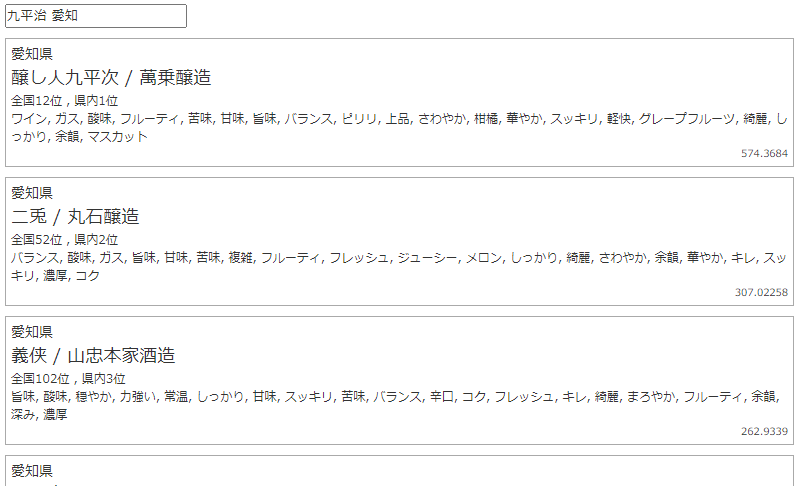 九平治 愛知
愛知県
醸し人九平次 / 萬乗醸造
全国12位 , 県内1位
ワイン, ガス, 酸味, フルーティ, 苦味, 甘味, 旨味, バランス, ピリリ, 上品, さわやか, 柑橘, 華やか, スッキリ, 軽快, グレープフルーツ, 綺麗, し
っかり, 余韻, マスカット
574.3684
愛知県
二兎 / 丸石醸造
全国52位 , 県内2位
バランス, 酸味, ガス, 旨味, 甘味, 苦味, 複雑, フルーティ, フレッシュ, ジューシー, メロン, しっかり, 綺麗, さわやか, 余韻, 華やか, キレ, スッ
キリ, 濃厚, コク
307.02258
愛知県
義侠 / 山忠本家酒造
全国102位 , 県内3位
旨味, 酸味, 穏やか, 力強い, 常温, しっかり, 甘味, スッキリ, 苦味, バランス, 辛口, コク, フレッシュ, キレ, 綺麗, まろやか, フルーティ, 余韻,
深み, 濃厚
262.9339
愛知県